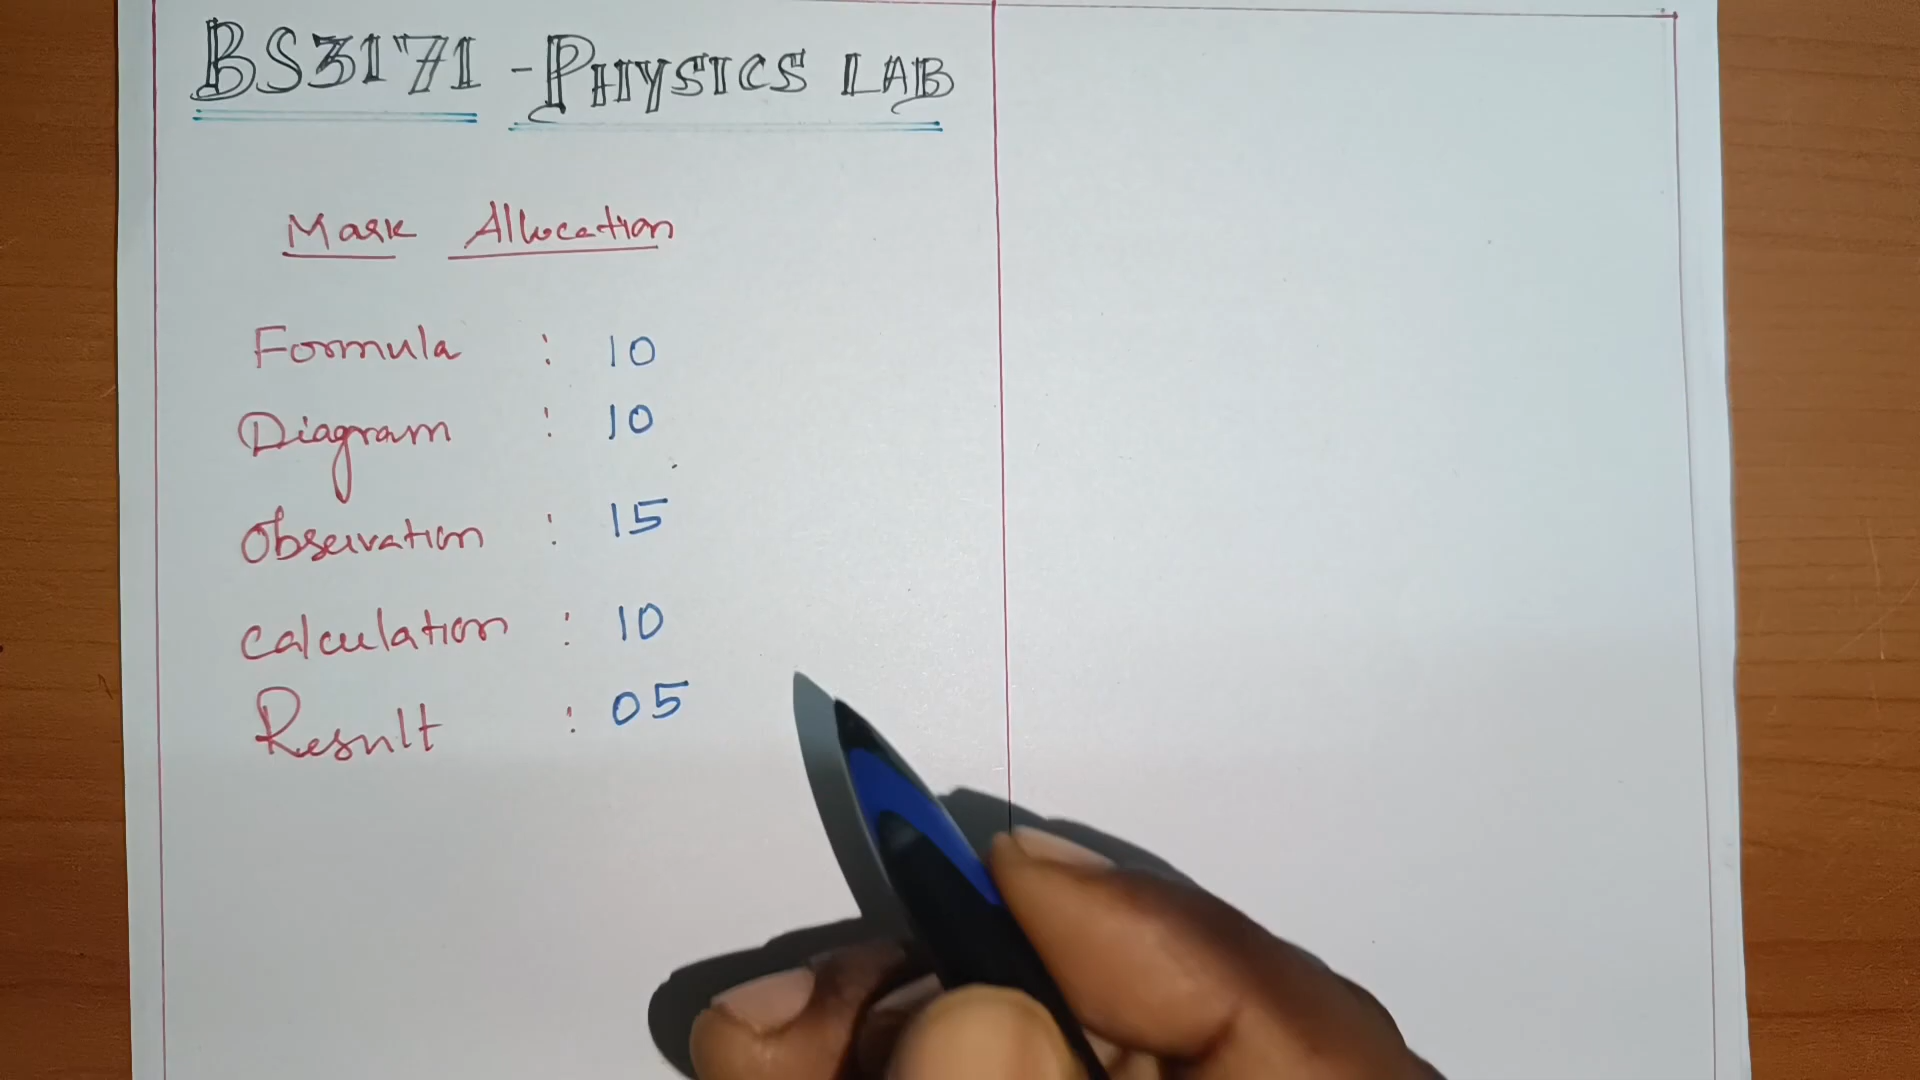 BS3171 - PHYSICS LAB
Mark Allocation
Formula : 10
Diagram : 10
Observation : 15
Calculation : 10
Result : 05